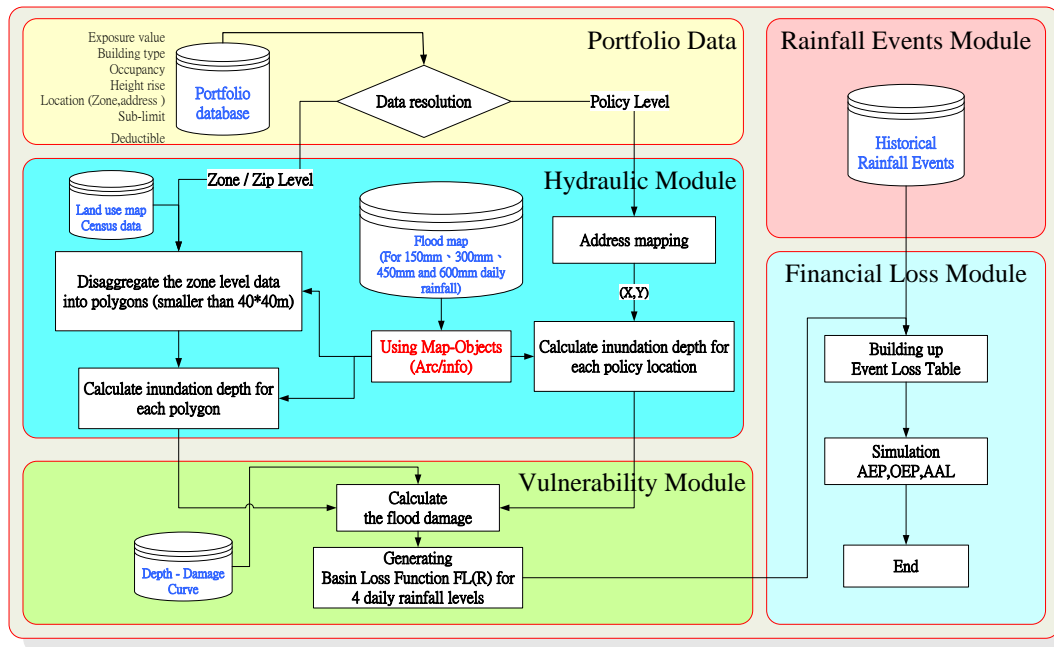 Portfolio Data
Exposure value
Building type
Occupancy
Height rise
Location (Zone,address )
Sub-limit
Deductible
Portfolio
database
Data resolution
Policy Level
Zone / Zip Level
Hydraulic Module
Land use map
Census data
Flood map
(For 150mm、300mm、
450mm and 600mm daily
rainfall)
Address mapping
(X,Y)
Disaggregate the zone level data
into polygons (smaller than 40*40m)
Using Map-Objects
(Arc/info)
Calculate inundation depth for
each policy location
Calculate inundation depth for
each polygon
Vulnerability Module
Calculate
the flood damage
Depth - Damage
Curve
Generating
Basin Loss Function FL(R) for
4 daily rainfall levels
Rainfall Events Module
Historical
Rainfall Events
Financial Loss Module
Building up
Event Loss Table
Simulation
AEP,OEP,AAL
End